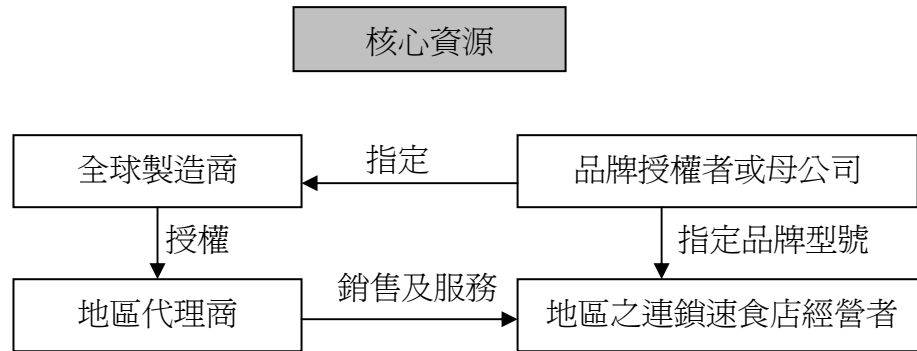 核心資源
全球製造商
指定
品牌授權者或母公司
授權
指定品牌型號
地區代理商
銷售及服務
地區之連鎖速食店經營者